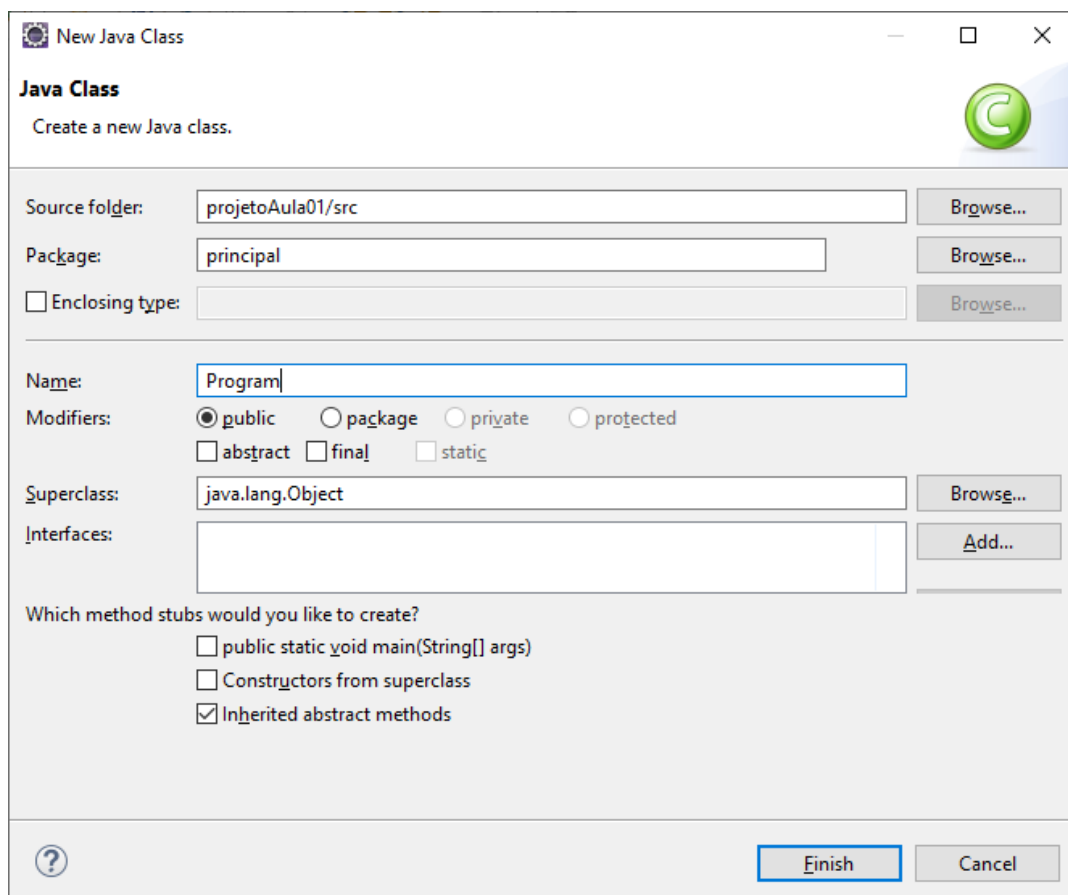 New Java Class
Java Class
Create a new Java class.
Source folder: projetoAula01/src Browse...
Package: principal Browse...
Enclosing type: Browse...
Name: Program
Modifiers: public package private protected
abstract final static
Superclass: java.lang.Object Browse...
Interfaces: Add...
Which method stubs would you like to create?
public static void main(String[] args)
Constructors from superclass
Inherited abstract methods
? Finish Cancel